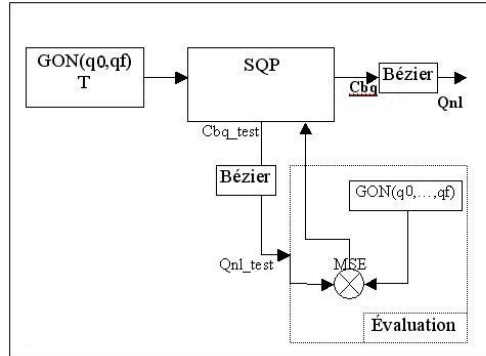 GON(q0,qf)
T
SQP
Cbq
Bézier
Qnl
Cbq_test
Bézier
GON(q0,...,qf)
Qnl_test
MSE
Évaluation